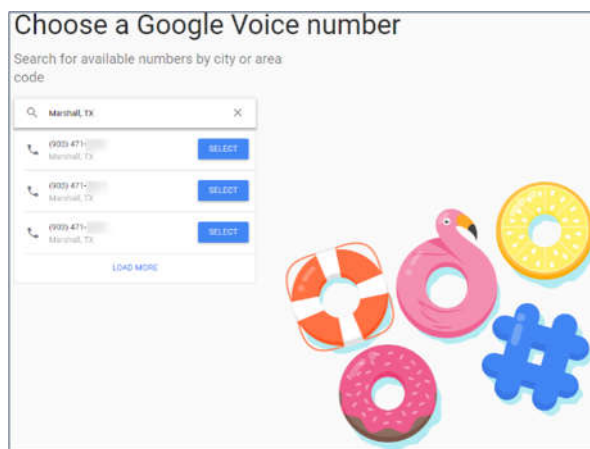 Choose a Google Voice number
Search for available numbers by city or area
code
Marshall, TX
(903) 471-
Marshall, TX
SELECT
(903) 471-
Marshall, TX
SELECT
(903) 471-
Marshall, TX
SELECT
LOAD MORE